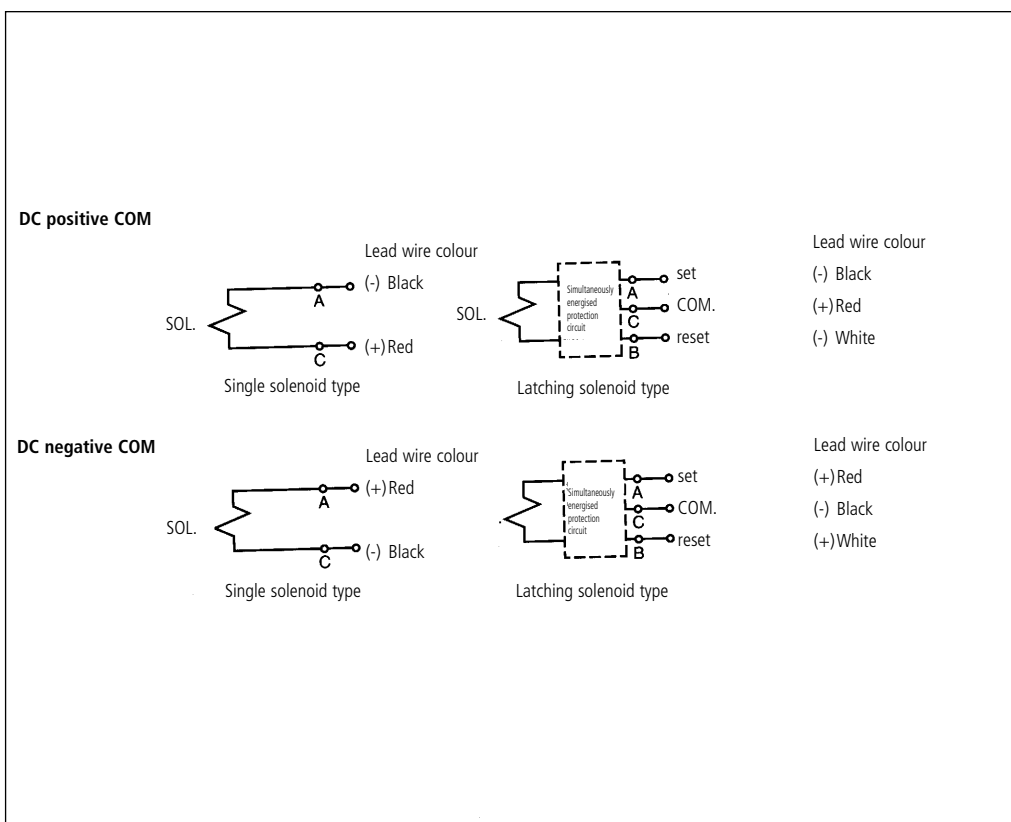 DC positive COM
Lead wire colour
(-) Black
A
SOL.
(+)Red
C
Single solenoid type
Simultaneously
energised
protection
circuit
SOL.
set
A
COM.
C
reset
B
Latching solenoid type
Lead wire colour
(-) Black
(+)Red
(-) White
DC negative COM
Lead wire colour
(+)Red
A
SOL.
(-) Black
C
Single solenoid type
Simultaneously
energised
protection
circuit
set
A
COM.
C
reset
B
Latching solenoid type
Lead wire colour
(+)Red
(-) Black
(+)White